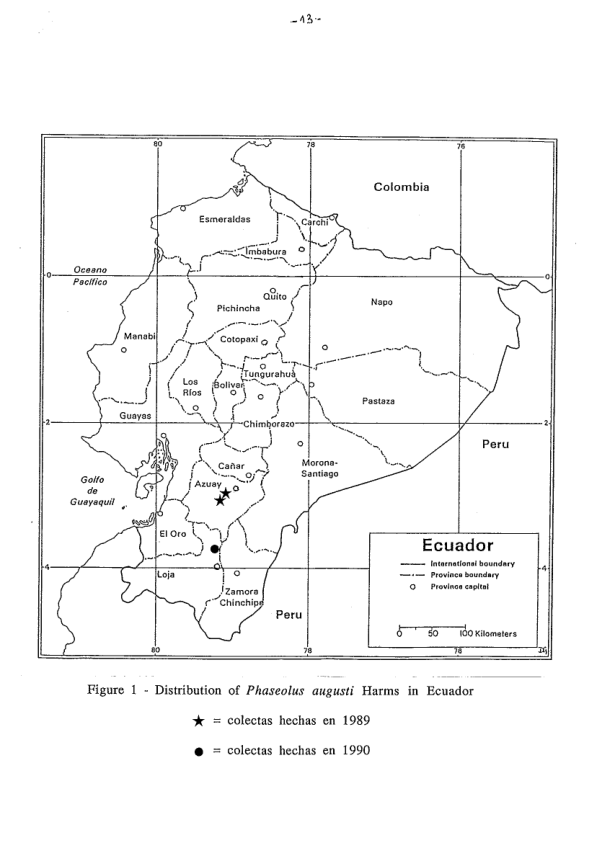 -13-
80
78
76
Colombia
Esmeraldas
Carchi
Imbabura
0
Oceano
Pacífico
0
Quito
Napo
Pichincha
Manabi
Cotopaxi
Tungurahua
Los
Ríos
Bolivar
Pastaza
Guayas
2
Chimborazo
2
Peru
Cañar
Morona-
Santiago
Golfo
de
Guayaquil
Azuay
El Oro
Ecuador
International boundary
Province boundary
Province capital
4
Loja
4
Zamora
Chinchipe
Peru
0 50 100 Kilometers
80
78
76
Figure 1 - Distribution of Phaseolus augusti Harms in Ecuador
★ = colectas hechas en 1989
● = colectas hechas en 1990